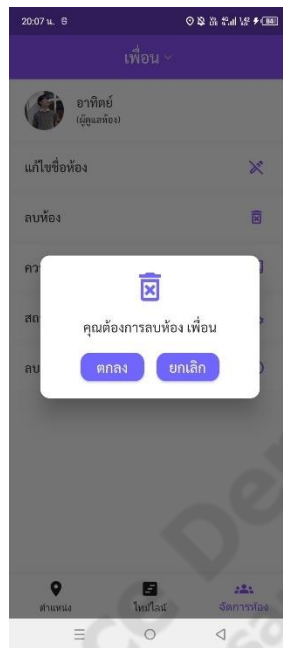 20:07 น.
84
เพื่อน
อาทิตย์
(ผู้ดูแลห้อง)
แก้ไขชื่อห้อง
ลบห้อง
คุณต้องการลบห้อง เพื่อน
ตกลง ยกเลิก
ตำแหน่ง ไทม์ไลน์ จัดการห้อง